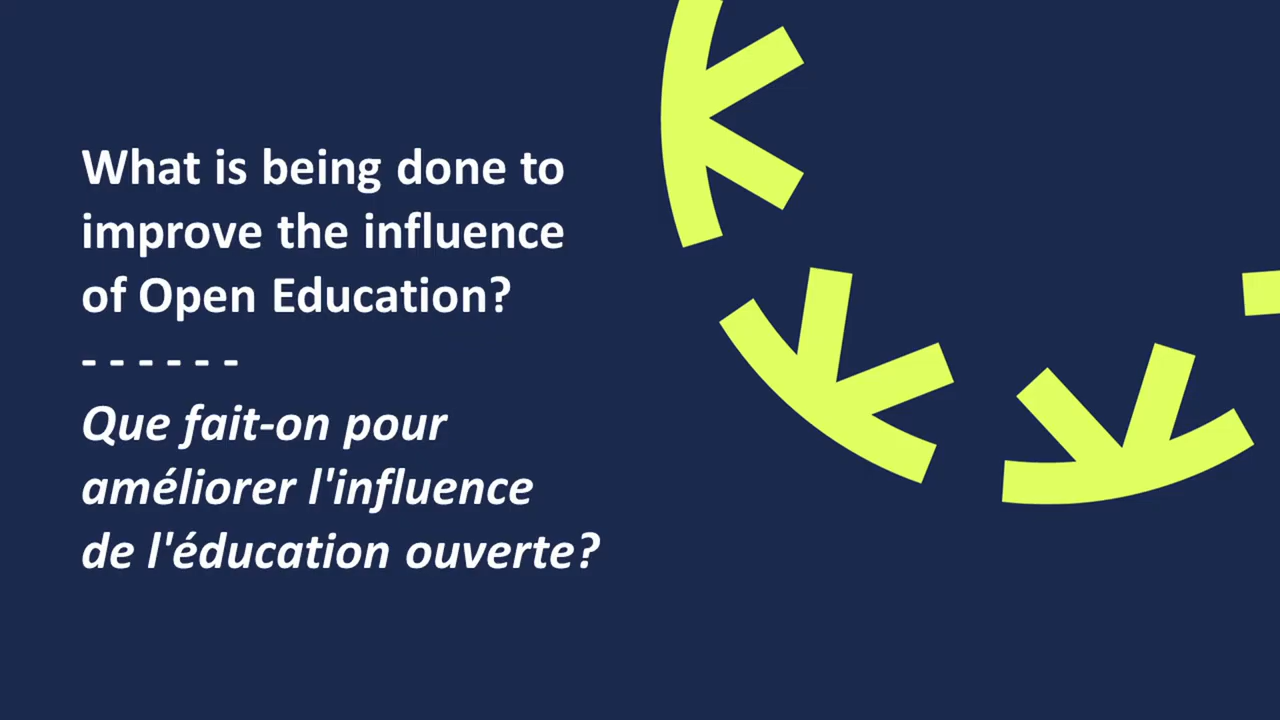 What is being done to
improve the influence
of Open Education?
- - - - - -
Que fait-on pour
améliorer l'influence
de l'éducation ouverte?